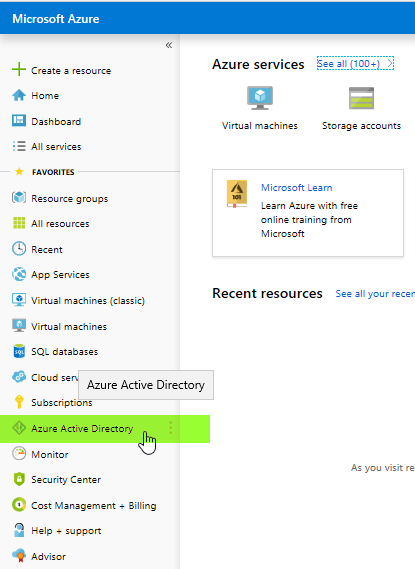 Microsoft Azure
«
Create a resource
Home
Dashboard
All services
FAVORITES
Resource groups
All resources
Recent
App Services
Virtual machines (classic)
Virtual machines
SQL databases
Cloud serv
Azure Active Directory
Subscriptions
Azure Active Directory
Monitor
Security Center
Cost Management + Billing
Help + support
Advisor
Azure services
See all (100+)
Virtual machines
Storage accounts
101
Microsoft Learn
Learn Azure with free
online training from
Microsoft
Recent resources
See all your recen
As you visit re